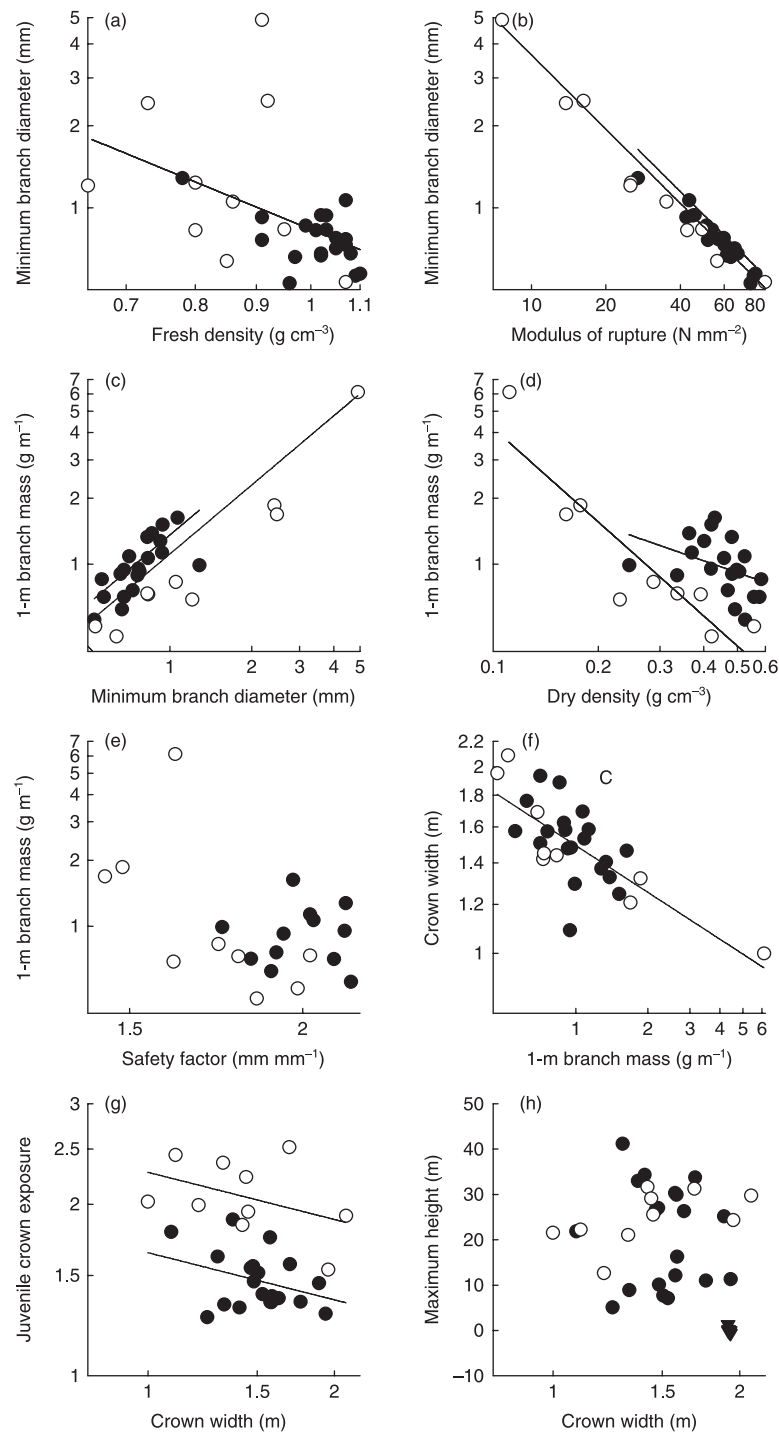 (a)
5
4
3
2
1
Minimum branch diameter (mm)
0.7 0.8 0.9 1 1.1
Fresh density (g cm–3)
(b)
5
4
3
2
1
Minimum branch diameter (mm)
10 20 40 60 80
Modulus of rupture (N mm–2)
(c)
7
6
5
4
3
2
1
1-m branch mass (g m–1)
1 2 3 4 5
Minimum branch diameter (mm)
(d)
7
6
5
4
3
2
1
1-m branch mass (g m–1)
0.1 0.2 0.3 0.4 0.5 0.6
Dry density (g cm–3)
(e)
7
6
5
4
3
2
1
1-m branch mass (g m–1)
1.5 2
Safety factor (mm mm–1)
(f)
C
2.2
2
1.8
1.6
1.4
1.2
1
Crown width (m)
1 2 3 4 5 6
1-m branch mass (g m–1)
(g)
3
2.5
2
1.5
1
Juvenile crown exposure
1 1.5 2
Crown width (m)
(h)
50
40
30
20
10
0
–10
Maximum height (m)
1 1.5 2
Crown width (m)